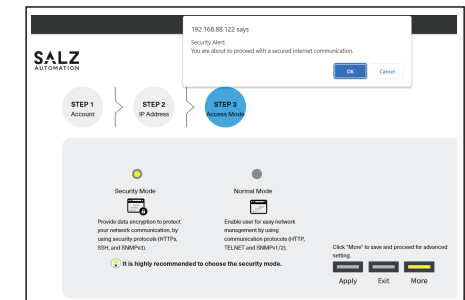 192.168.88.122 says
Security Alert:
You are about to proceed with a secured internet communication.
OK Cancel
SALZ
AUTOMATION
STEP 1
Account
STEP 2
IP Address
STEP 3
Access Mode
Security Mode
Provide data encryption to protect
your network communication, by
using security protocols (HTTPs,
SSH, and SNMPv3).
Normal Mode
Enable user for easy network
management by using
communication protocols (HTTP,
TELNET and SNMPv1/2).
It is highly recommended to choose the security mode.
Click "More" to save and proceed for advanced
setting.
Apply Exit More